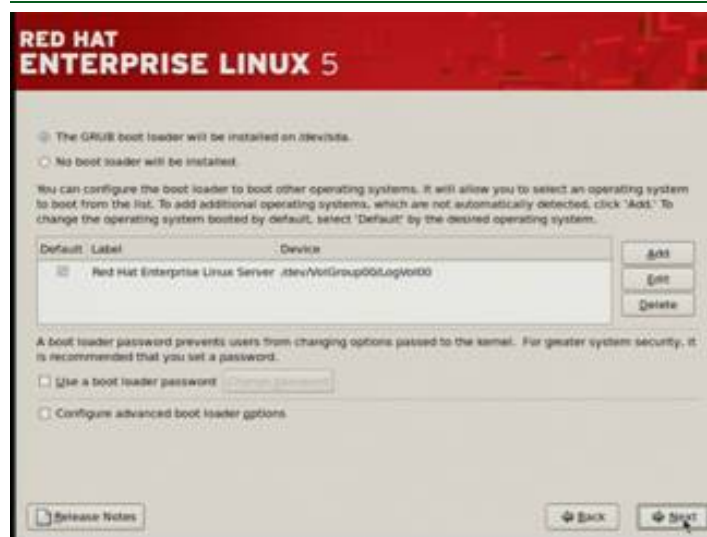 RED HAT
ENTERPRISE LINUX 5
The GRUB boot loader will be installed on /dev/sda.
No boot loader will be installed.
You can configure the boot loader to boot other operating systems. It will allow you to select an operating system
to boot from the list. To add additional operating systems, which are not automatically detected, click 'Add.' To
change the operating system booted by default, select 'Default' by the desired operating system.
Default Label Device
Red Hat Enterprise Linux Server /dev/VolGroup00/LogVol00
Add
Edit
Delete
A boot loader password prevents users from changing options passed to the kernel. For greater system security, it
is recommended that you set a password.
Use a boot loader password Change password
Configure advanced boot loader options
Release Notes Back Next